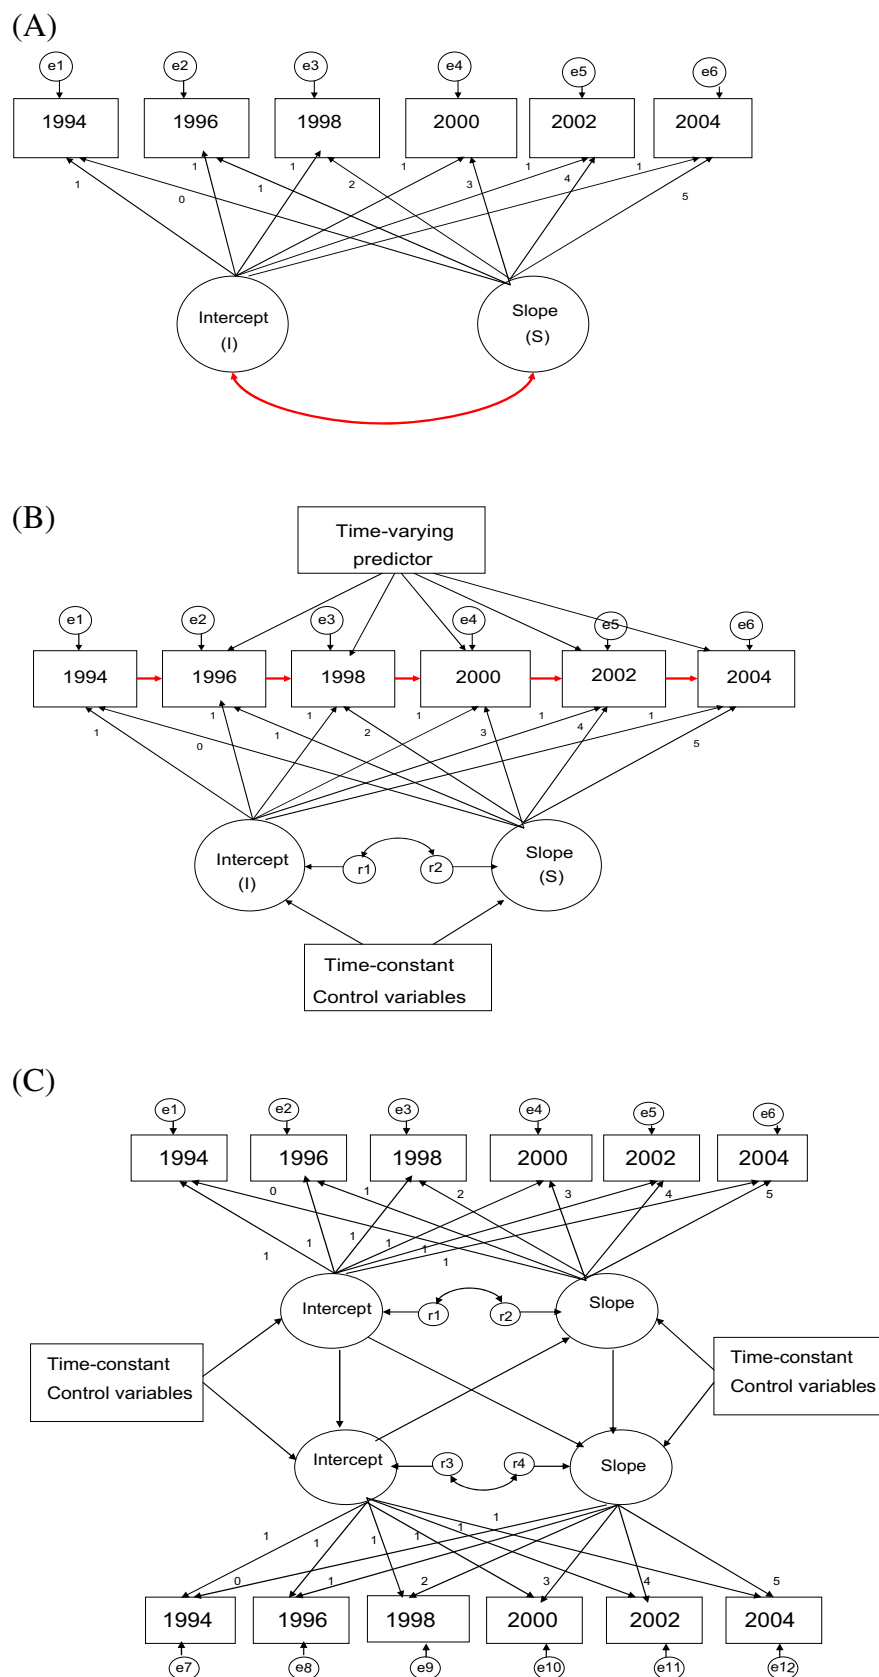 (A)
e1 e2 e3 e4 e5 e6
1994 1996 1998 2000 2002 2004
1 1 1 1 1
1 0 1 2 3 4 5
Intercept
(I)
Slope
(S)
(B)
Time-varying
predictor
e1 e2 e3 e4 e5 e6
1994 1996 1998 2000 2002 2004
1 1 1 1 1
1 0 1 2 3 4 5
Intercept
(I)
r1 r2
Slope
(S)
Time-constant
Control variables
(C)
e1 e2 e3 e4 e5 e6
1994 1996 1998 2000 2002 2004
0 1 2 3 4 5
1 1 1 1 1 1
Intercept
r1 r2
Slope
Time-constant
Control variables
Time-constant
Control variables
Intercept
r3 r4
Slope
1 1 1 1 1 1
0 1 2 3 4 5
1994 1996 1998 2000 2002 2004
e7 e8 e9 e10 e11 e12